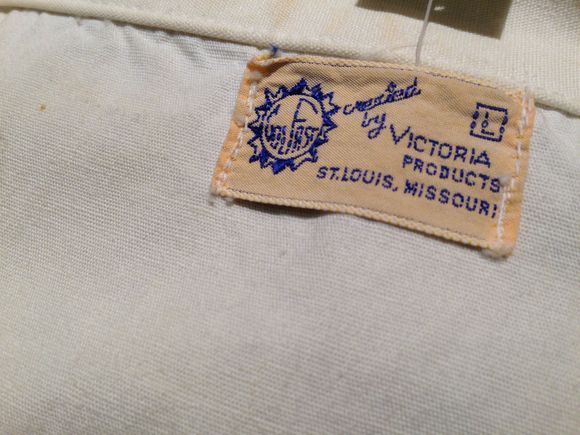 created
by VICTORIA
PRODUCTS
ST. LOUIS, MISSOURI
L